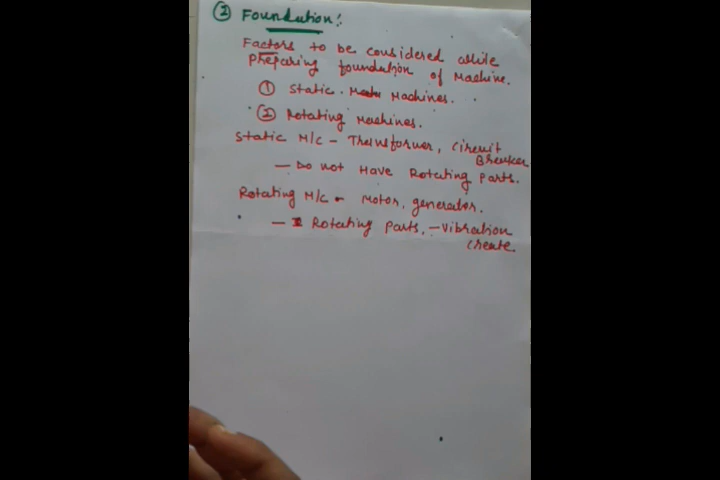 ② Foundation :
Factors to be considered while
preparing foundation of Machine.
① Static Machines.
② Rotating Machines.
Static M/C - Transformer, Circuit
Breaker
- Do not Have Rotating Parts.
Rotating M/C - Motor, generator.
- Rotating Parts, - Vibration
Create